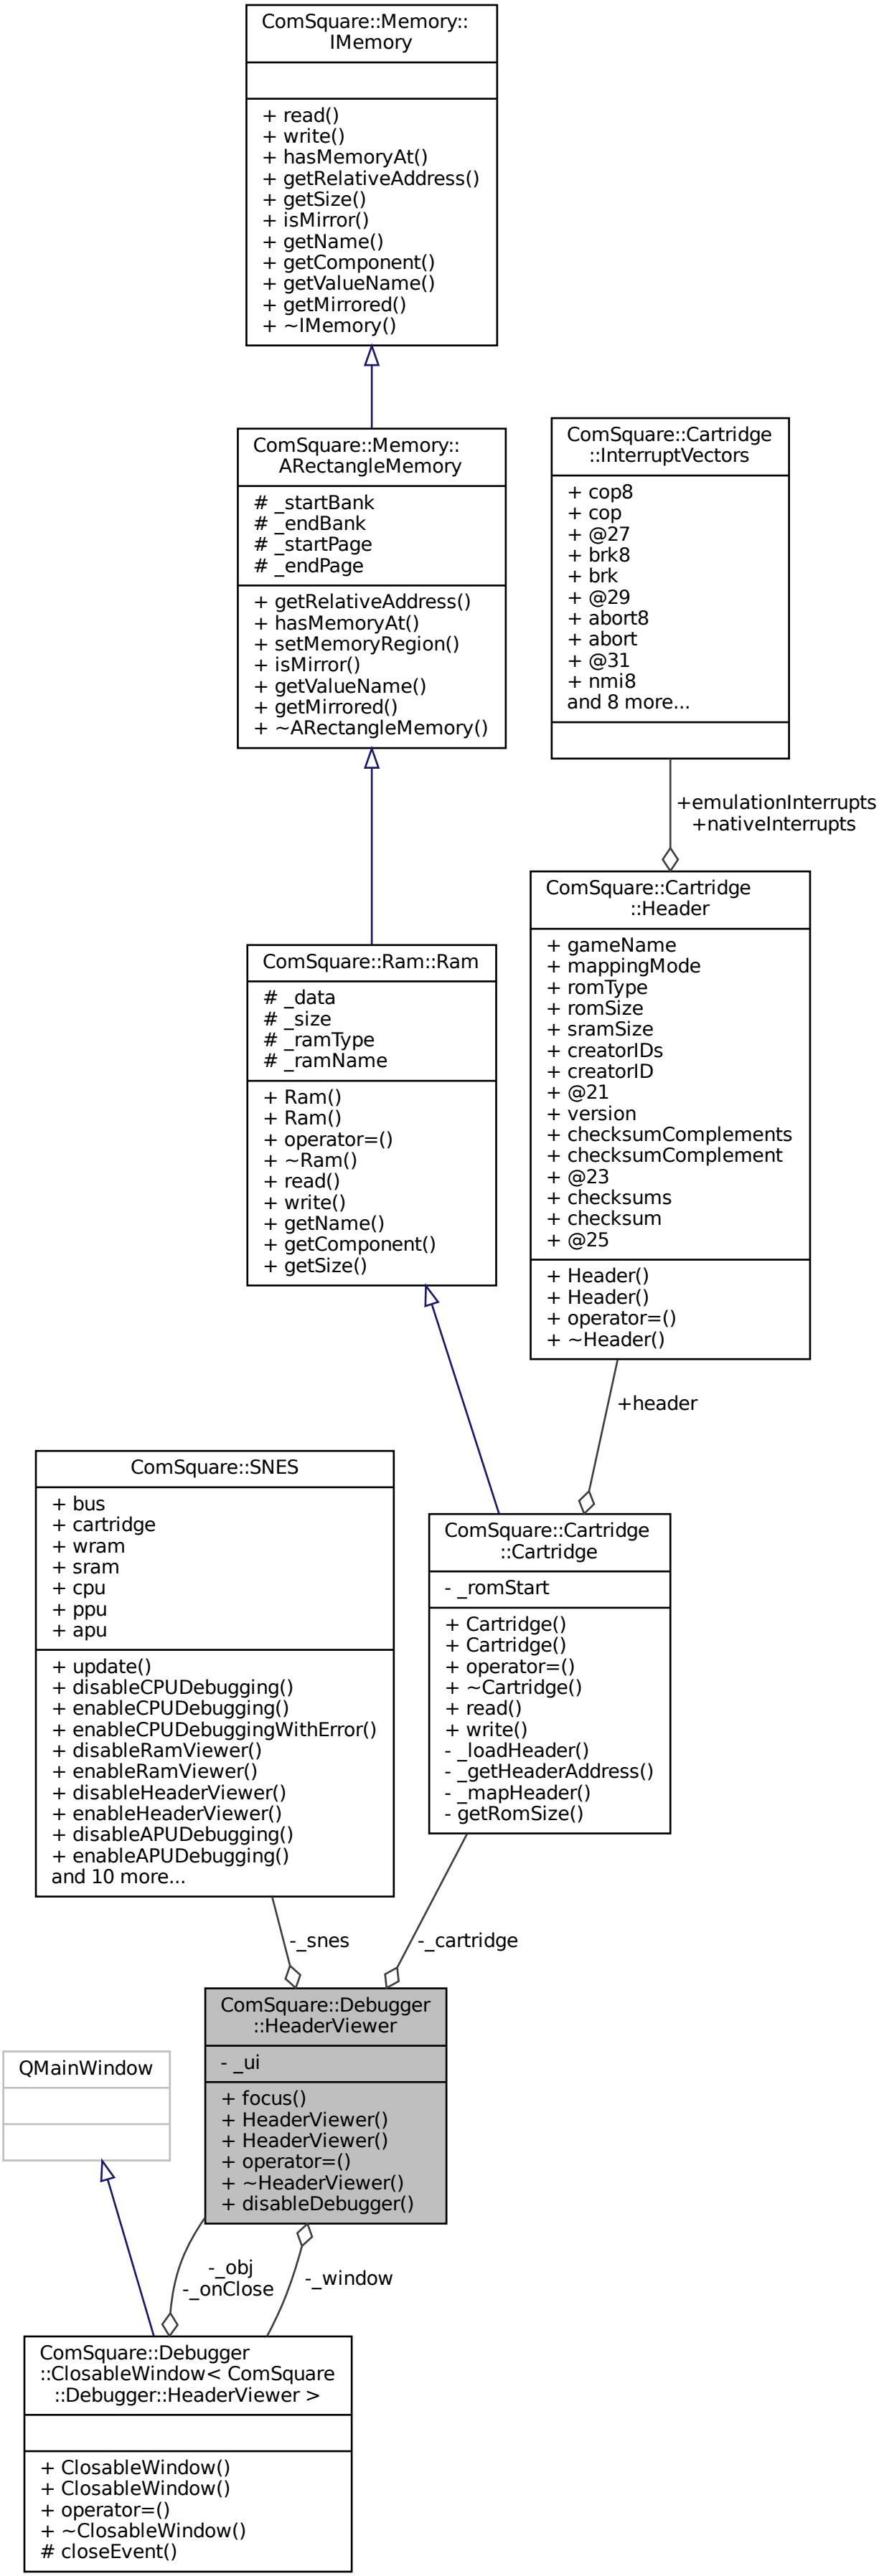 ComSquare::Memory::
IMemory
+ read()
+ write()
+ hasMemoryAt()
+ getRelativeAddress()
+ getSize()
+ isMirror()
+ getName()
+ getComponent()
+ getValueName()
+ getMirrored()
+ ~IMemory()
ComSquare::Memory::
ARectangleMemory
# _startBank
# _endBank
# _startPage
# _endPage
+ getRelativeAddress()
+ hasMemoryAt()
+ setMemoryRegion()
+ isMirror()
+ getValueName()
+ getMirrored()
+ ~ARectangleMemory()
ComSquare::Cartridge
::InterruptVectors
+ cop8
+ cop
+ @27
+ brk8
+ brk
+ @29
+ abort8
+ abort
+ @31
+ nmi8
and 8 more...
+emulationInterrupts
+nativeInterrupts
ComSquare::Cartridge
::Header
+ gameName
+ mappingMode
+ romType
+ romSize
+ sramSize
+ creatorIDs
+ creatorID
+ @21
+ version
+ checksumComplements
+ checksumComplement
+ @23
+ checksums
+ checksum
+ @25
+ Header()
+ Header()
+ operator=()
+ ~Header()
ComSquare::Ram::Ram
# _data
# _size
# _ramType
# _ramName
+ Ram()
+ Ram()
+ operator=()
+ ~Ram()
+ read()
+ write()
+ getName()
+ getComponent()
+ getSize()
+header
ComSquare::SNES
+ bus
+ cartridge
+ wram
+ sram
+ cpu
+ ppu
+ apu
+ update()
+ disableCPUDebugging()
+ enableCPUDebugging()
+ enableCPUDebuggingWithError()
+ disableRamViewer()
+ enableRamViewer()
+ disableHeaderViewer()
+ enableHeaderViewer()
+ disableAPUDebugging()
+ enableAPUDebugging()
and 10 more...
ComSquare::Cartridge
::Cartridge
- _romStart
+ Cartridge()
+ Cartridge()
+ operator=()
+ ~Cartridge()
+ read()
+ write()
- _loadHeader()
- _getHeaderAddress()
- _mapHeader()
- getRomSize()
-_snes
-_cartridge
ComSquare::Debugger
::HeaderViewer
- _ui
+ focus()
+ HeaderViewer()
+ HeaderViewer()
+ operator=()
+ ~HeaderViewer()
+ disableDebugger()
QMainWindow
-_obj
-_onClose
-_window
ComSquare::Debugger
::ClosableWindow< ComSquare
::Debugger::HeaderViewer >
+ ClosableWindow()
+ ClosableWindow()
+ operator=()
+ ~ClosableWindow()
# closeEvent()